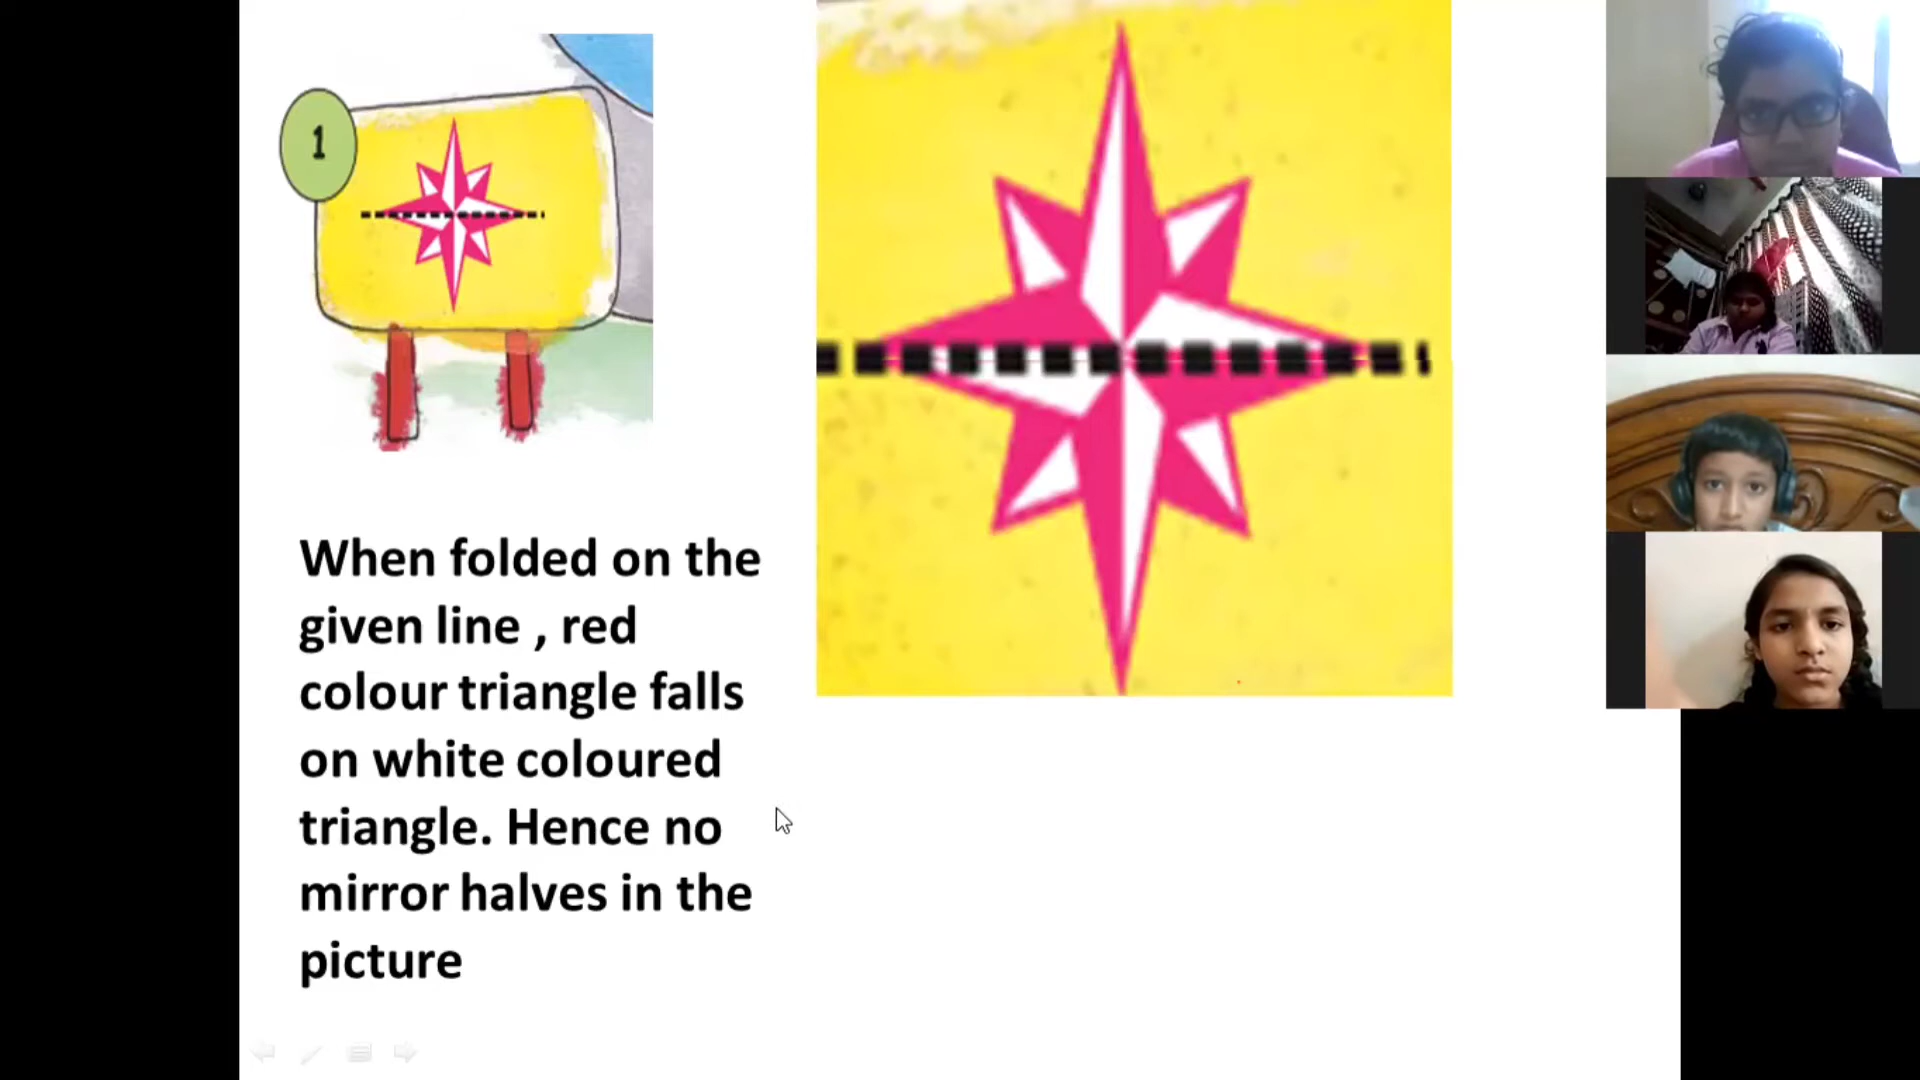 1
When folded on the
given line , red
colour triangle falls
on white coloured
triangle. Hence no
mirror halves in the
picture